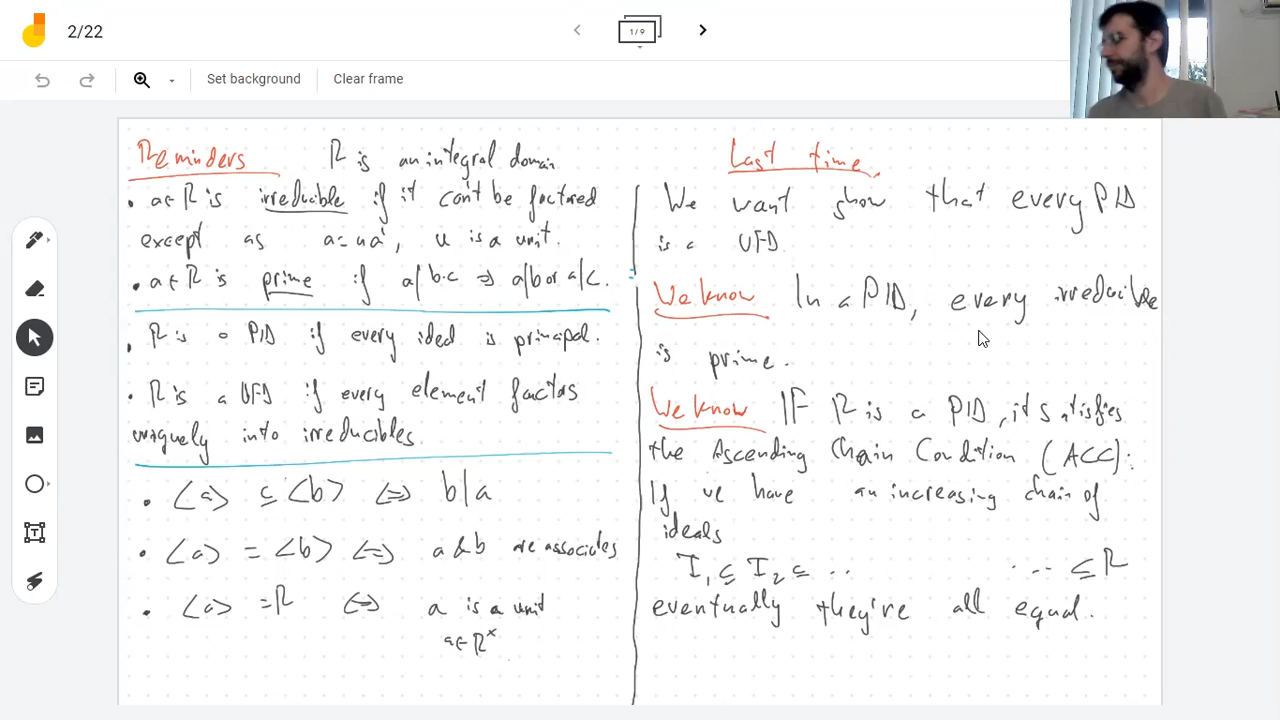 2/22
1/9
Set background
Clear frame
Reminders R is an integral domain
• a∈R is irreducible if it can't be factored
except as a=ua', u is a unit.
• a∈R is prime if a|b·c ⇒ a|b or a|c.
• R is a PID if every ideal is principal.
• R is a UFD if every element factors
uniquely into irreducibles.
• ⟨a⟩ ⊆ ⟨b⟩ ⇔ b|a
• ⟨a⟩ = ⟨b⟩ ⇔ a & b are associates
• ⟨a⟩ = R ⇔ a is a unit
a∈R^x
Last time
We want show that every PID
is a UFD
We know In a PID, every irreducible
is prime.
We know IF R is a PID, it satisfies
the Ascending Chain Condition (ACC):
If we have an increasing chain of
ideals
I₁ ⊆ I₂ ⊆ ... ... ⊆ R
eventually they're all equal.